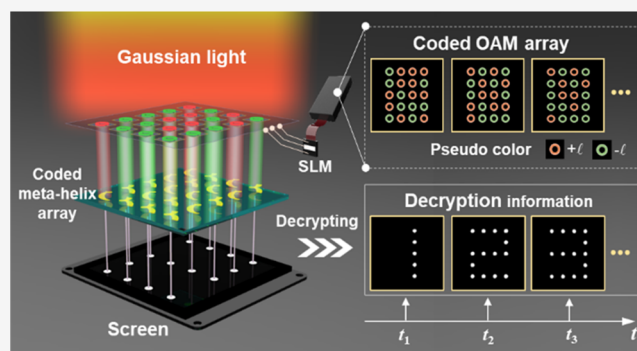 Gaussian light
SLM
Coded
meta-helix
array
Decrypting
Screen
Coded OAM array
Pseudo color +ℓ -ℓ
Decryption information
t₁ t₂ t₃ t